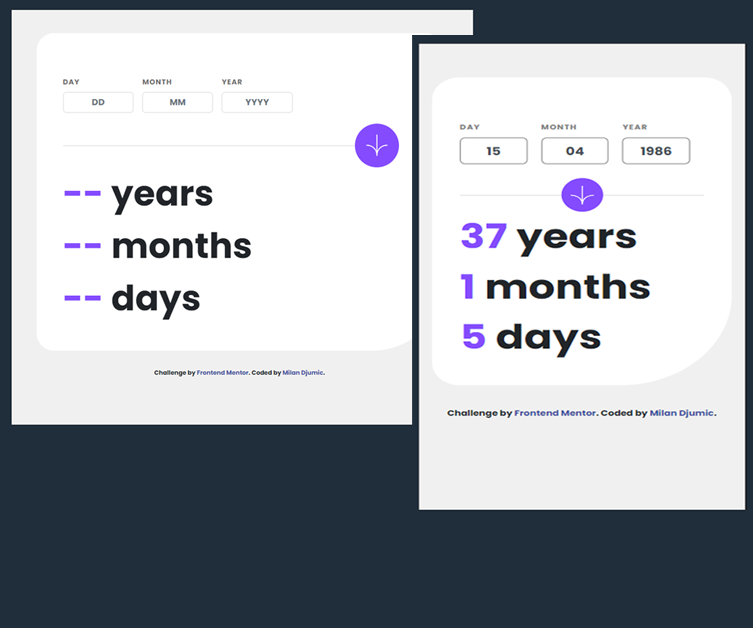 DAY MONTH YEAR
DD MM YYYY
-- years
-- months
-- days
Challenge by Frontend Mentor. Coded by Milan Djumic.
DAY MONTH YEAR
15 04 1986
37 years
1 months
5 days
Challenge by Frontend Mentor. Coded by Milan Djumic.